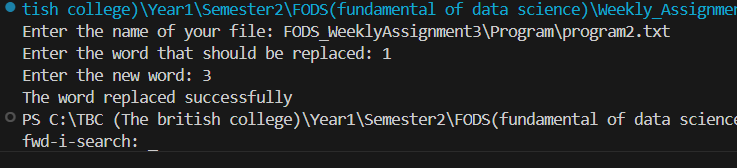 tish college)\Year1\Semester2\FODS(fundamental of data science)\Weekly_Assignme
Enter the name of your file: FODS_WeeklyAssignment3\Program\program2.txt
Enter the word that should be replaced: 1
Enter the new word: 3
The word replaced successfully
PS C:\TBC (The british college)\Year1\Semester2\FODS(fundamental of data science
fwd-i-search: _